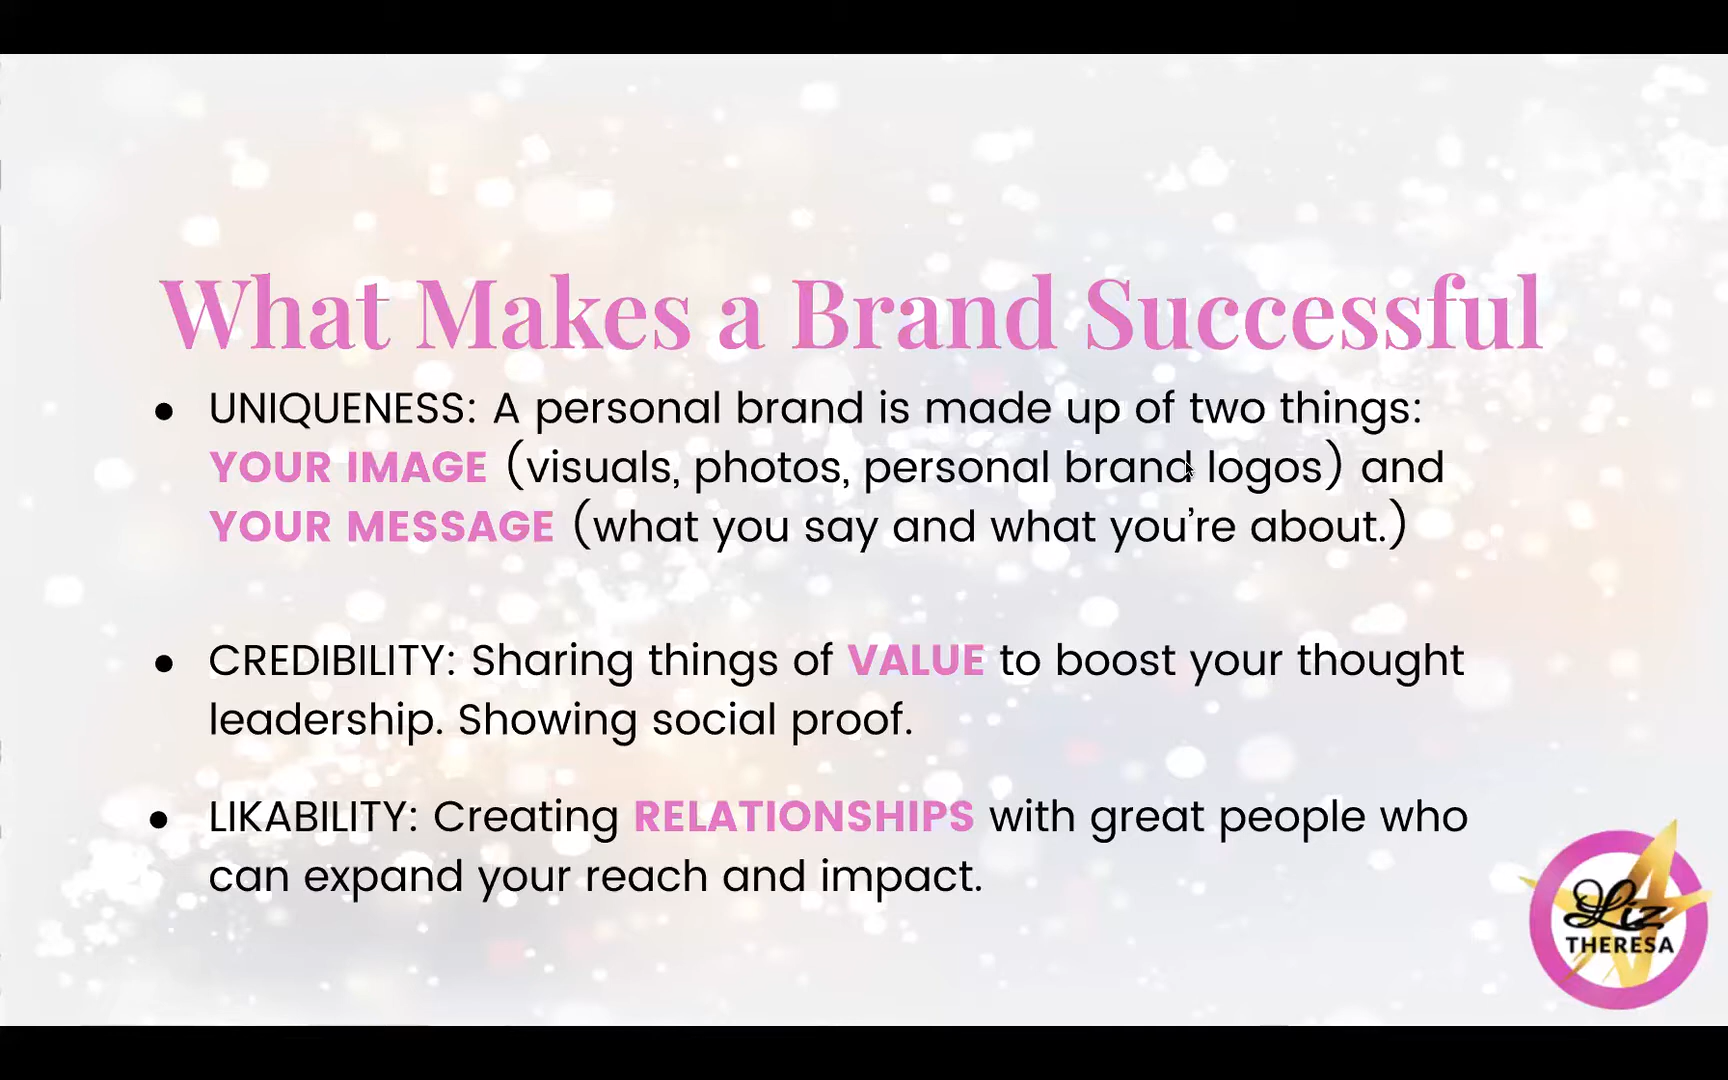 What Makes a Brand Successful
● UNIQUENESS: A personal brand is made up of two things:
YOUR IMAGE (visuals, photos, personal brand logos) and
YOUR MESSAGE (what you say and what you’re about.)
● CREDIBILITY: Sharing things of VALUE to boost your thought
leadership. Showing social proof.
● LIKABILITY: Creating RELATIONSHIPS with great people who
can expand your reach and impact.
Liz
THERESA